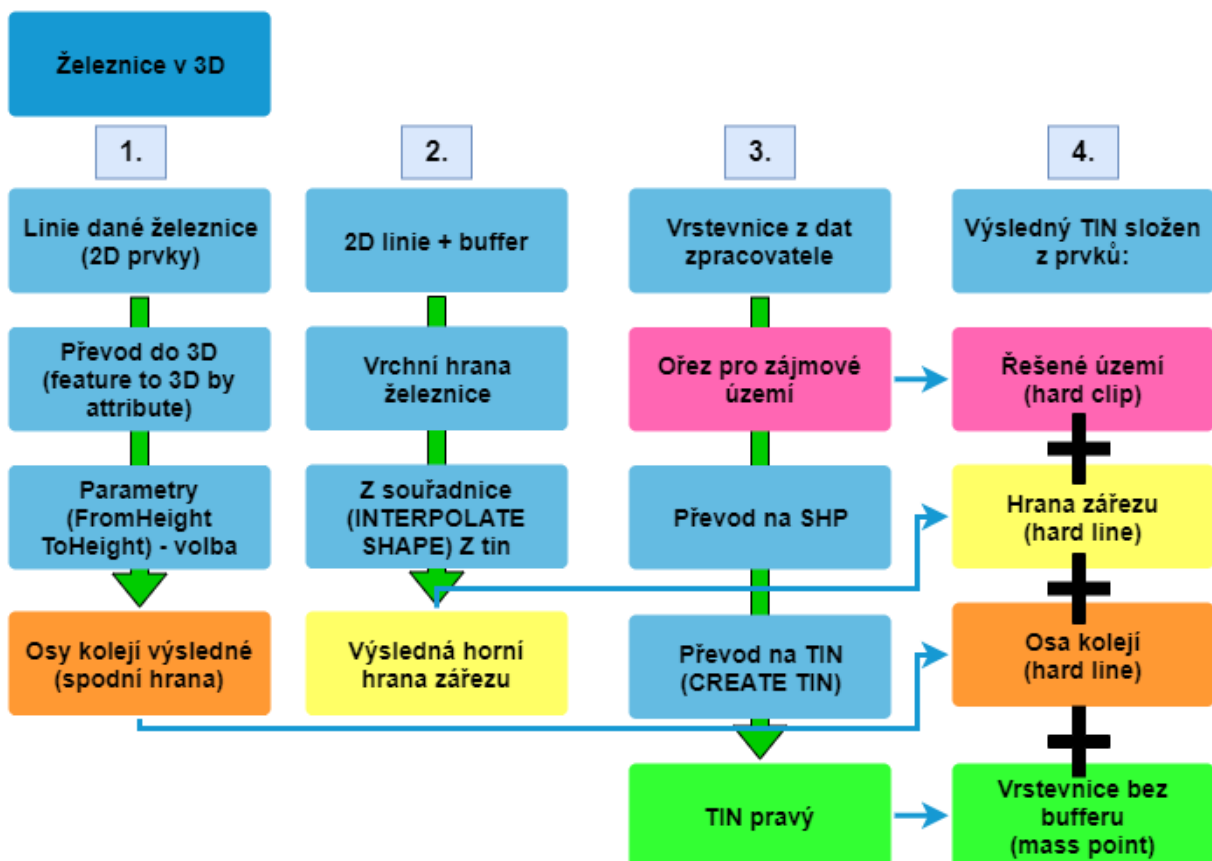 Železnice v 3D
1.
2.
3.
4.
Linie dané železnice
(2D prvky)
Převod do 3D
(feature to 3D by
attribute)
Parametry
(FromHeight
ToHeight) - volba
Osy kolejí výsledné
(spodní hrana)
2D linie + buffer
Vrchní hrana
železnice
Z souřadnice
(INTERPOLATE
SHAPE) Z tin
Výsledná horní
hrana zářezu
Vrstevnice z dat
zpracovatele
Ořez pro zájmové
území
Převod na SHP
Převod na TIN
(CREATE TIN)
TIN pravý
Výsledný TIN složen
z prvků:
Řešené území
(hard clip)
Hrana zářezu
(hard line)
Osa kolejí
(hard line)
Vrstevnice bez
bufferu
(mass point)